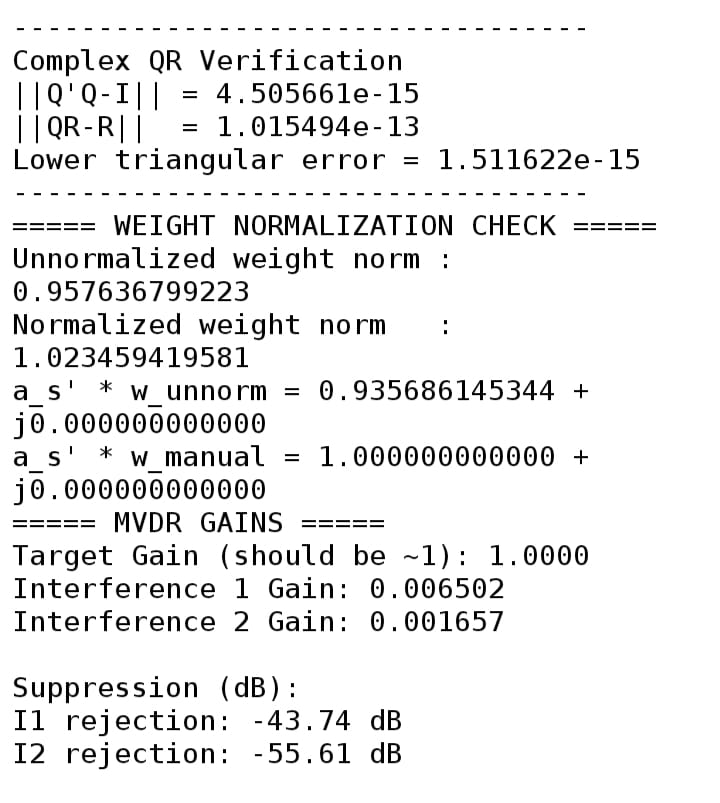 ----------------------------------
Complex QR Verification
||Q'Q-I|| = 4.505661e-15
||QR-R||  = 1.015494e-13
Lower triangular error = 1.511622e-15
----------------------------------
===== WEIGHT NORMALIZATION CHECK =====
Unnormalized weight norm :
0.957636799223
Normalized weight norm   :
1.023459419581
a_s' * w_unnorm = 0.935686145344 +
j0.000000000000
a_s' * w_manual = 1.000000000000 +
j0.000000000000
===== MVDR GAINS =====
Target Gain (should be ~1): 1.0000
Interference 1 Gain: 0.006502
Interference 2 Gain: 0.001657

Suppression (dB):
I1 rejection: -43.74 dB
I2 rejection: -55.61 dB